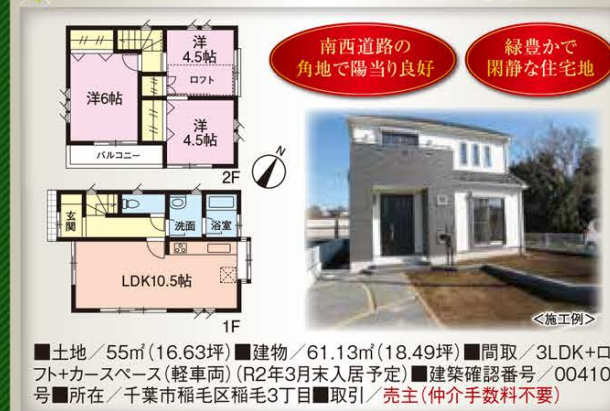 南西道路の
角地で陽当り良好
緑豊かで
閑静な住宅地
洋
4.5帖
ロフト
洋6帖
洋
4.5帖
バルコニー
2F
N
玄関
洗面
浴室
LDK10.5帖
1F
<施工例>
■土地／55㎡(16.63坪)■建物／61.13㎡(18.49坪)■間取／3LDK+ロ
フト+カースペース(軽車両)(R2年3月末入居予定)■建築確認番号／00410
号■所在／千葉市稲毛区稲毛3丁目■取引／売主(仲介手数料不要)